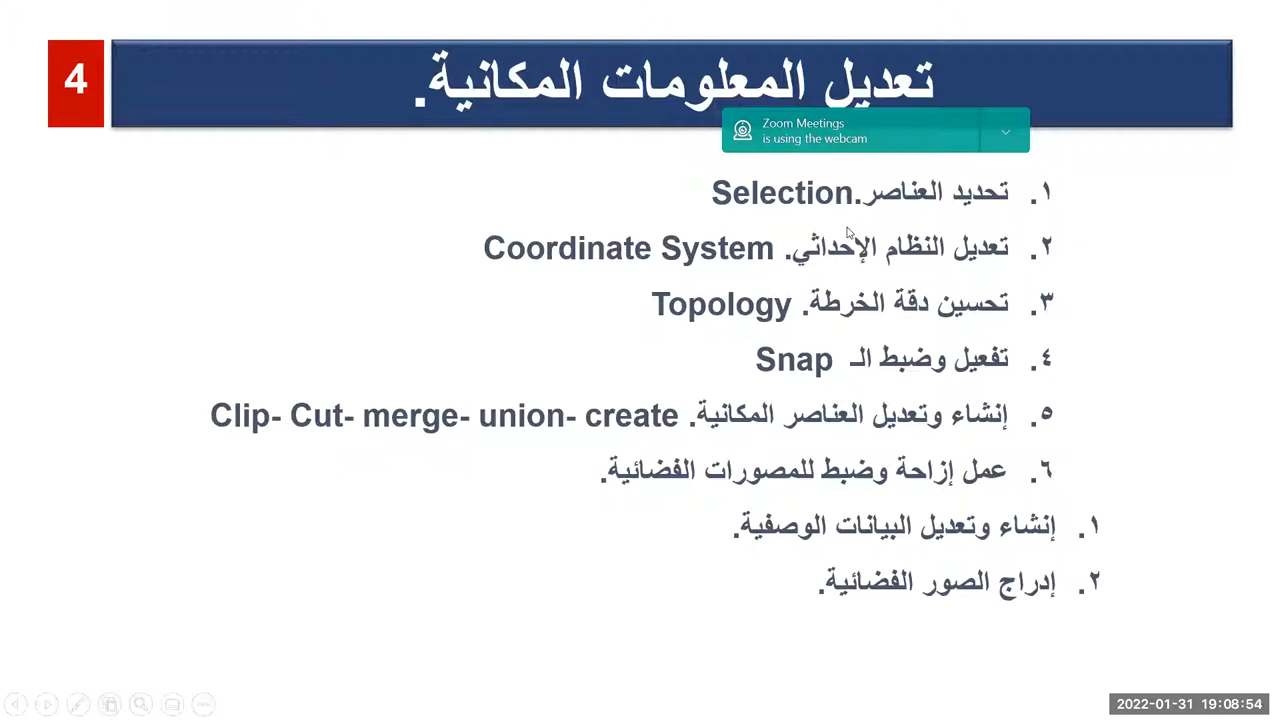 4
تعديل المعلومات المكانية.
Zoom Meetings
is using the webcam
١. تحديد العناصر.Selection
٢. تعديل النظام الإحداثي. Coordinate System
٣. تحسين دقة الخرطة. Topology
٤. تفعيل وضبط الـ Snap
٥. إنشاء وتعديل العناصر المكانية. Clip- Cut- merge- union- create
٦. عمل إزاحة وضبط للمصورات الفضائية.
١. إنشاء وتعديل البيانات الوصفية.
٢. إدراج الصور الفضائية.
2022-01-31 19:08:54